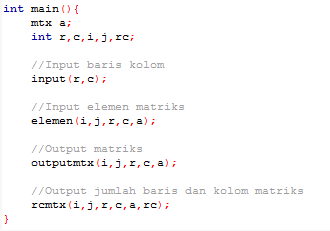 int main(){
mtx a;
int r,c,i,j,rc;
//Input baris kolom
input(r,c);
//Input elemen matriks
elemen(i,j,r,c,a);
//Output matriks
outputmtx(i,j,r,c,a);
//Output jumlah baris dan kolom matriks
rcmtx(i,j,r,c,a,rc);
}